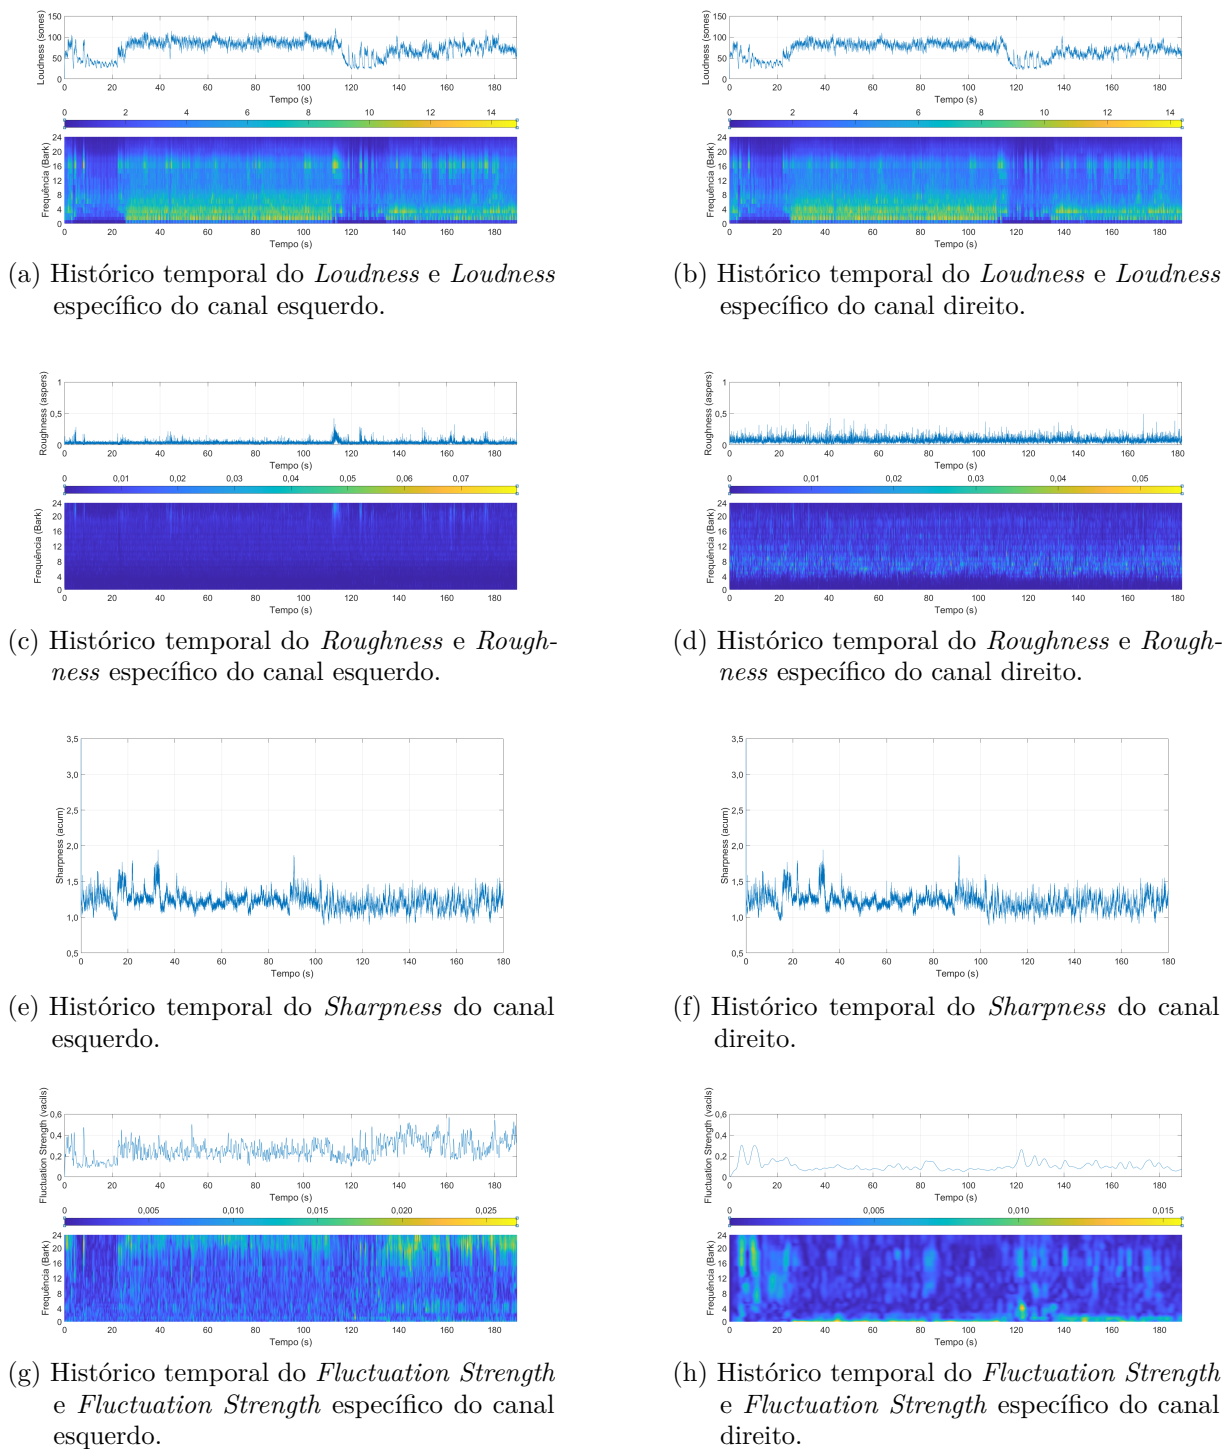 Loudness (sones)
150
100
50
0
0 20 40 60 80 100 120 140 160 180
Tempo (s)
0 2 4 6 8 10 12 14
Frequência (Bark)
24
20
16
12
8
4
0
0 20 40 60 80 100 120 140 160 180
Tempo (s)
(a) Histórico temporal do Loudness e Loudness
específico do canal esquerdo.
Loudness (sones)
150
100
50
0
0 20 40 60 80 100 120 140 160 180
Tempo (s)
0 2 4 6 8 10 12 14
Frequência (Bark)
24
20
16
12
8
4
0
0 20 40 60 80 100 120 140 160 180
Tempo (s)
(b) Histórico temporal do Loudness e Loudness
específico do canal direito.
Roughness (aspers)
1
0,5
0
0 20 40 60 80 100 120 140 160 180
Tempo (s)
0 0,01 0,02 0,03 0,04 0,05 0,06 0,07
Frequência (Bark)
24
20
16
12
8
4
0
0 20 40 60 80 100 120 140 160 180
Tempo (s)
(c) Histórico temporal do Roughness e Rough-
ness específico do canal esquerdo.
Roughness (aspers)
1
0,5
0
0 20 40 60 80 100 120 140 160 180
Tempo (s)
0 0,01 0,02 0,03 0,04 0,05
Frequência (Bark)
24
20
16
12
8
4
0
0 20 40 60 80 100 120 140 160 180
Tempo (s)
(d) Histórico temporal do Roughness e Rough-
ness específico do canal direito.
Sharpness (acum)
3,5
3,0
2,5
2,0
1,5
1,0
0,5
0 20 40 60 80 100 120 140 160 180
Tempo (s)
(e) Histórico temporal do Sharpness do canal
esquerdo.
Sharpness (acum)
3,5
3,0
2,5
2,0
1,5
1,0
0,5
0 20 40 60 80 100 120 140 160 180
Tempo (s)
(f) Histórico temporal do Sharpness do canal
direito.
Fluctuation Strength (vacils)
0,6
0,4
0,2
0
0 20 40 60 80 100 120 140 160 180
Tempo (s)
0 0,005 0,010 0,015 0,020 0,025
Frequência (Bark)
24
20
16
12
8
4
0
0 20 40 60 80 100 120 140 160 180
Tempo (s)
(g) Histórico temporal do Fluctuation Strength
e Fluctuation Strength específico do canal
esquerdo.
Fluctuation Strength (vacils)
0,6
0,4
0,2
0
0 20 40 60 80 100 120 140 160 180
Tempo (s)
0 0,005 0,010 0,015
Frequência (Bark)
24
20
16
12
8
4
0
0 20 40 60 80 100 120 140 160 180
Tempo (s)
(h) Histórico temporal do Fluctuation Strength
e Fluctuation Strength específico do canal
direito.